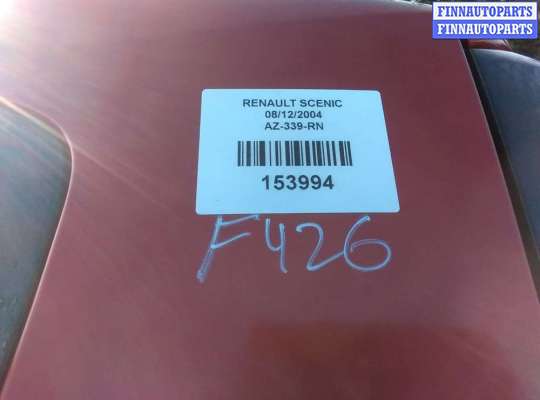 FINNAUTOPARTS
FINNAUTOPARTS
RENAULT SCENIC
08/12/2004
AZ-339-RN
153994
F426